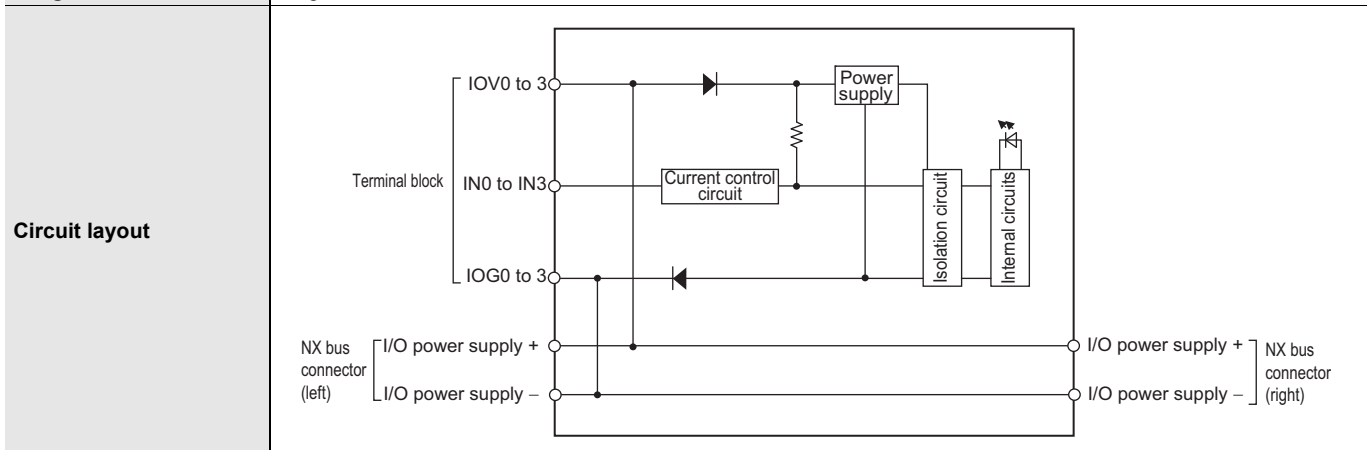 Circuit layout
IOV0 to 3
Power
supply
Terminal block
IN0 to IN3
Current control
circuit
Isolation circuit
Internal circuits
IOG0 to 3
NX bus
connector
(left)
I/O power supply +
I/O power supply −
I/O power supply +
I/O power supply −
NX bus
connector
(right)